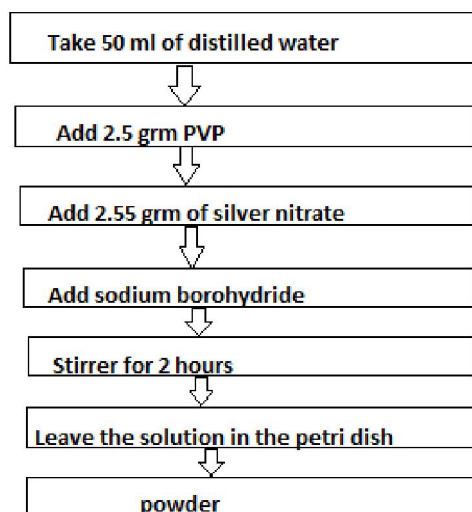 Take 50 ml of distilled water
Add 2.5 grm PVP
Add 2.55 grm of silver nitrate
Add sodium borohydride
Stirrer for 2 hours
Leave the solution in the petri dish
powder